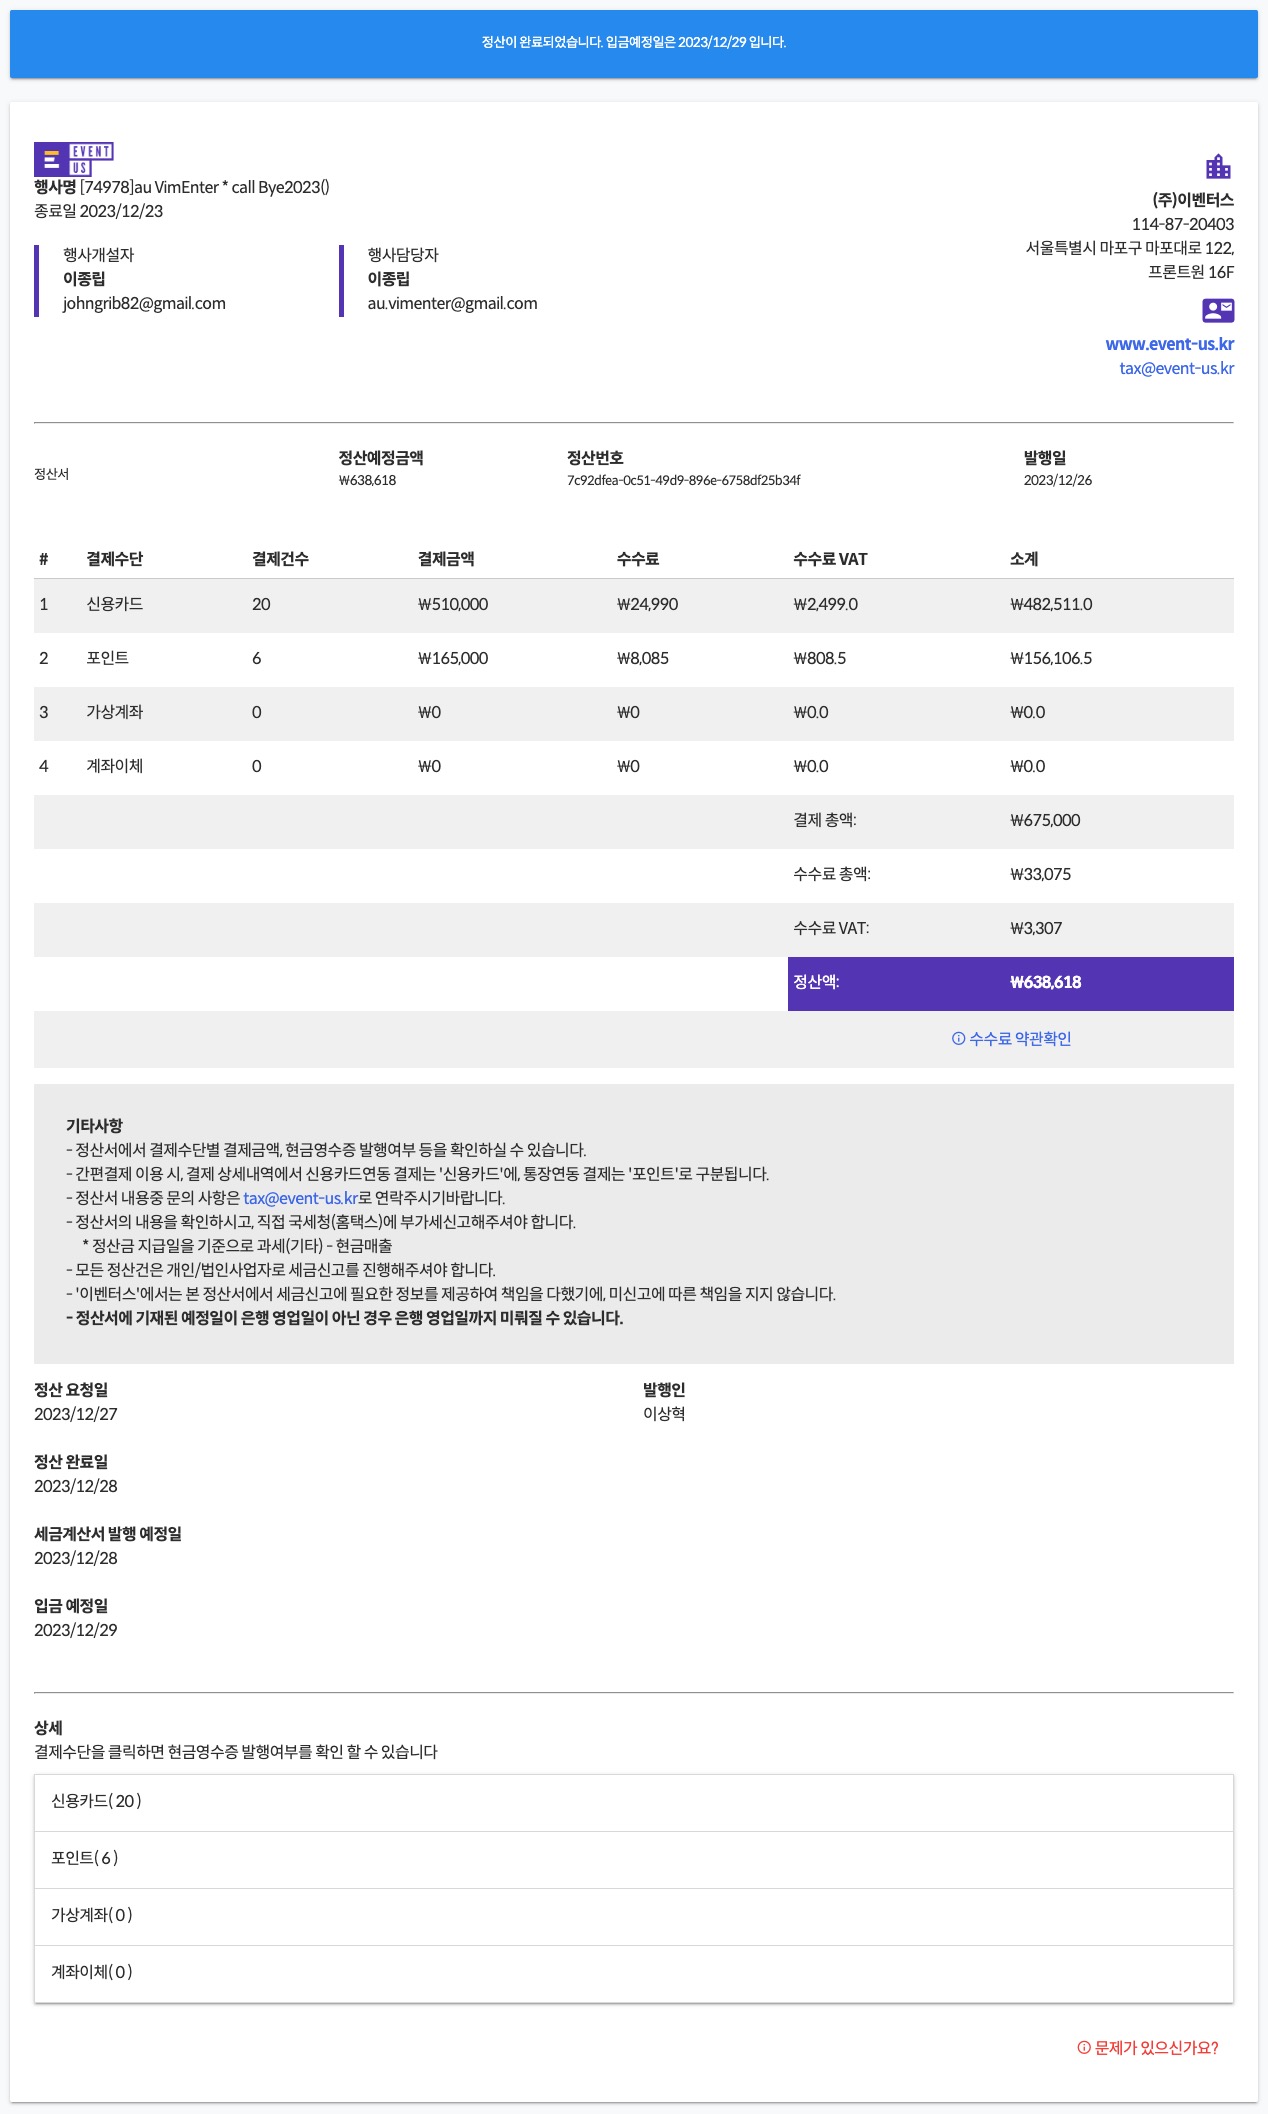 정산이 완료되었습니다. 입금예정일은 2023/12/29 입니다.
EVENT
US
행사명 [74978]au VimEnter * call Bye2023()
종료일 2023/12/23
행사개설자
이종립
johngrib82@gmail.com
행사담당자
이종립
au.vimenter@gmail.com
(주)이벤터스
114-87-20403
서울특별시 마포구 마포대로 122,
프론트원 16F
www.event-us.kr
tax@event-us.kr
정산서
정산예정금액
₩638,618
정산번호
7c92dfea-0c51-49d9-896e-6758df25b34f
발행일
2023/12/26
# 결제수단 결제건수 결제금액 수수료 수수료 VAT 소계
1 신용카드 20 ₩510,000 ₩24,990 ₩2,499.0 ₩482,511.0
2 포인트 6 ₩165,000 ₩8,085 ₩808.5 ₩156,106.5
3 가상계좌 0 ₩0 ₩0 ₩0.0 ₩0.0
4 계좌이체 0 ₩0 ₩0 ₩0.0 ₩0.0
결제 총액: ₩675,000
수수료 총액: ₩33,075
수수료 VAT: ₩3,307
정산액: ₩638,618
수수료 약관확인
기타사항
- 정산서에서 결제수단별 결제금액, 현금영수증 발행여부 등을 확인하실 수 있습니다.
- 간편결제 이용 시, 결제 상세내역에서 신용카드연동 결제는 '신용카드'에, 통장연동 결제는 '포인트'로 구분됩니다.
- 정산서 내용중 문의 사항은 tax@event-us.kr로 연락주시기바랍니다.
- 정산서의 내용을 확인하시고, 직접 국세청(홈택스)에 부가세신고해주셔야 합니다.
* 정산금 지급일을 기준으로 과세(기타) - 현금매출
- 모든 정산건은 개인/법인사업자로 세금신고를 진행해주셔야 합니다.
- '이벤터스'에서는 본 정산서에서 세금신고에 필요한 정보를 제공하여 책임을 다했기에, 미신고에 따른 책임을 지지 않습니다.
- 정산서에 기재된 예정일이 은행 영업일이 아닌 경우 은행 영업일까지 미뤄질 수 있습니다.
정산 요청일
2023/12/27
발행인
이상혁
정산 완료일
2023/12/28
세금계산서 발행 예정일
2023/12/28
입금 예정일
2023/12/29
상세
결제수단을 클릭하면 현금영수증 발행여부를 확인 할 수 있습니다
신용카드( 20 )
포인트( 6 )
가상계좌( 0 )
계좌이체( 0 )
문제가 있으신가요?